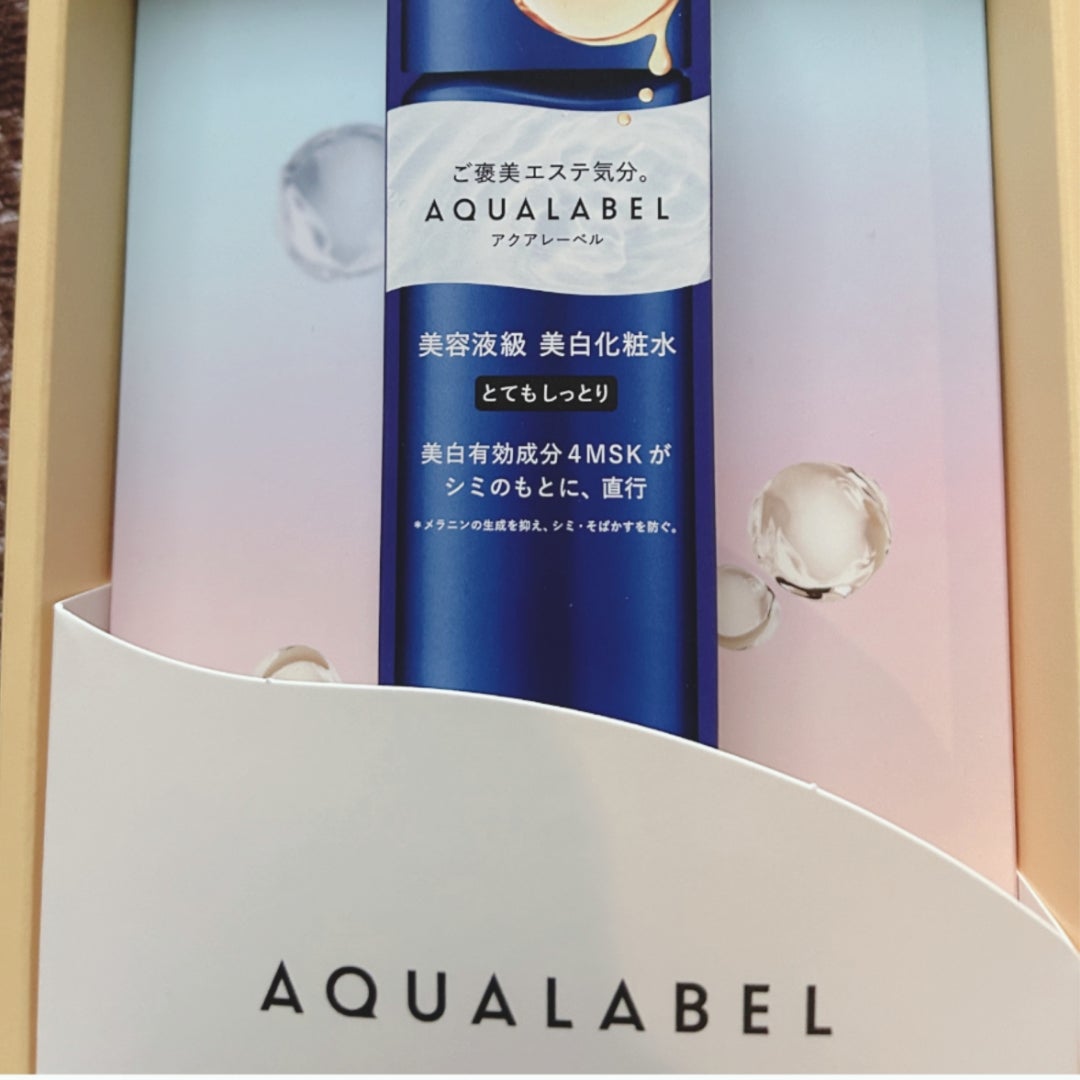 ご褒美エステ気分。
AQUALABEL
アクアレーベル
美容液級 美白化粧水
とてもしっとり
美白有効成分4MSKが
シミのもとに、直行
*メラニンの生成を抑え、シミ・そばかすを防ぐ。
AQUALABEL